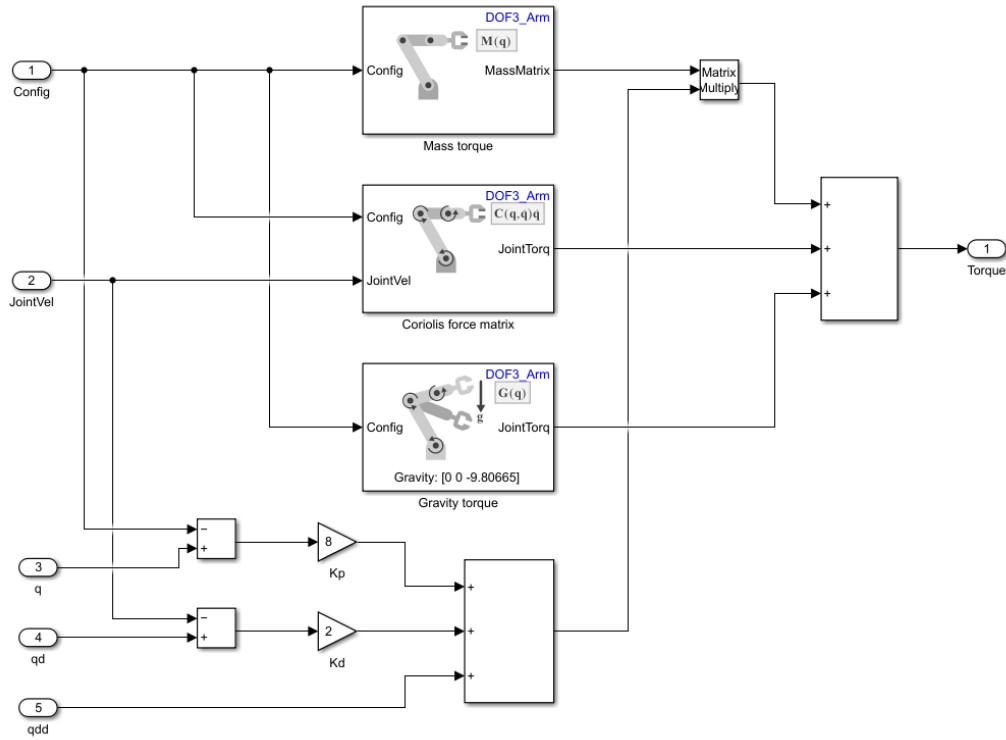 DOF3_Arm
M(q)
1
Config
Config
MassMatrix
Mass torque
Matrix
Multiply
DOF3_Arm
C(q,q̇)q̇
Config
JointTorq
JointVel
2
JointVel
Coriolis force matrix
+
+
+
1
Torque
DOF3_Arm
G(q)
g
Config
JointTorq
Gravity: [0 0 -9.80665]
Gravity torque
−
+
8
Kp
3
q
−
+
2
Kd
4
qd
+
+
+
5
qdd